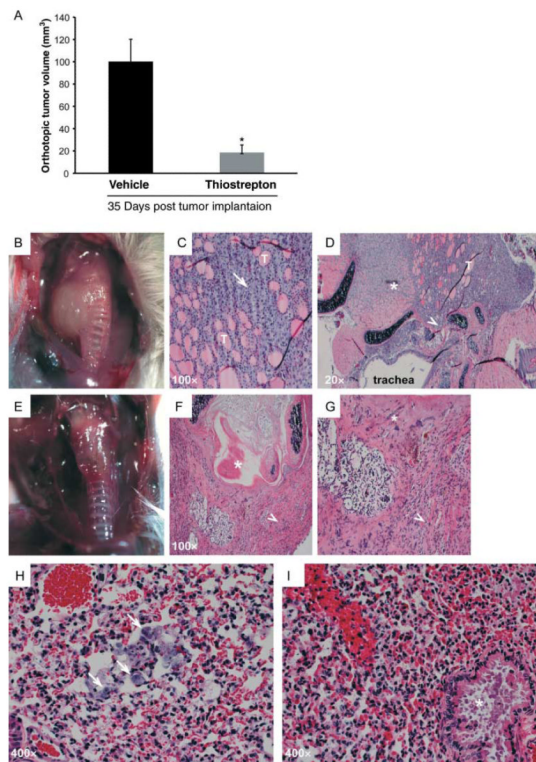 A
Orthotopic tumor volume (mm³)
140
120
100
80
60
40
20
0
*
Vehicle
Thiostrepton
35 Days post tumor implantaion
B
C
T
T
100×
D
*
T
>
20×
trachea
E
F
*
>
100×
G
*
>
H
400×
I
*
400×